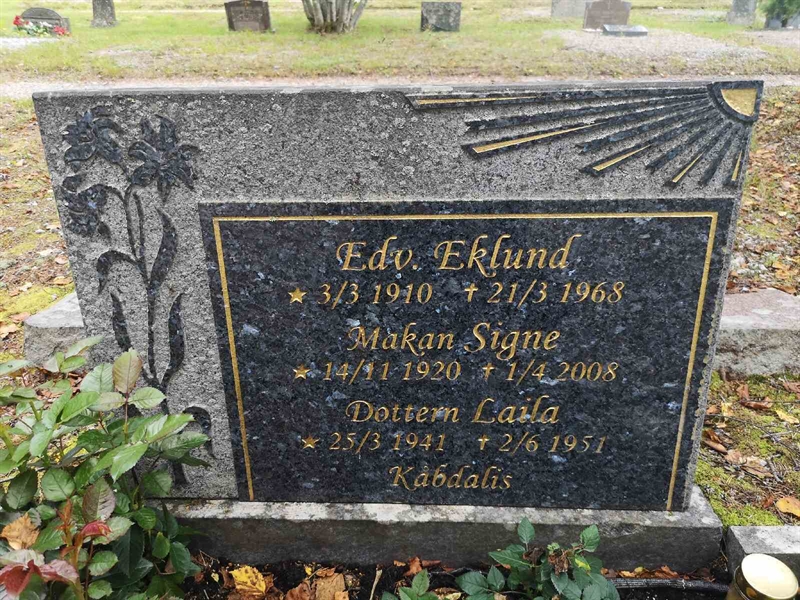 Edv. Eklund
★ 3/3 1910 ✝ 21/3 1968
Makan Signe
★ 14/11 1920 ✝ 1/4 2008
Dottern Laila
★ 25/3 1941 ✝ 2/6 1951
Kåbdalis